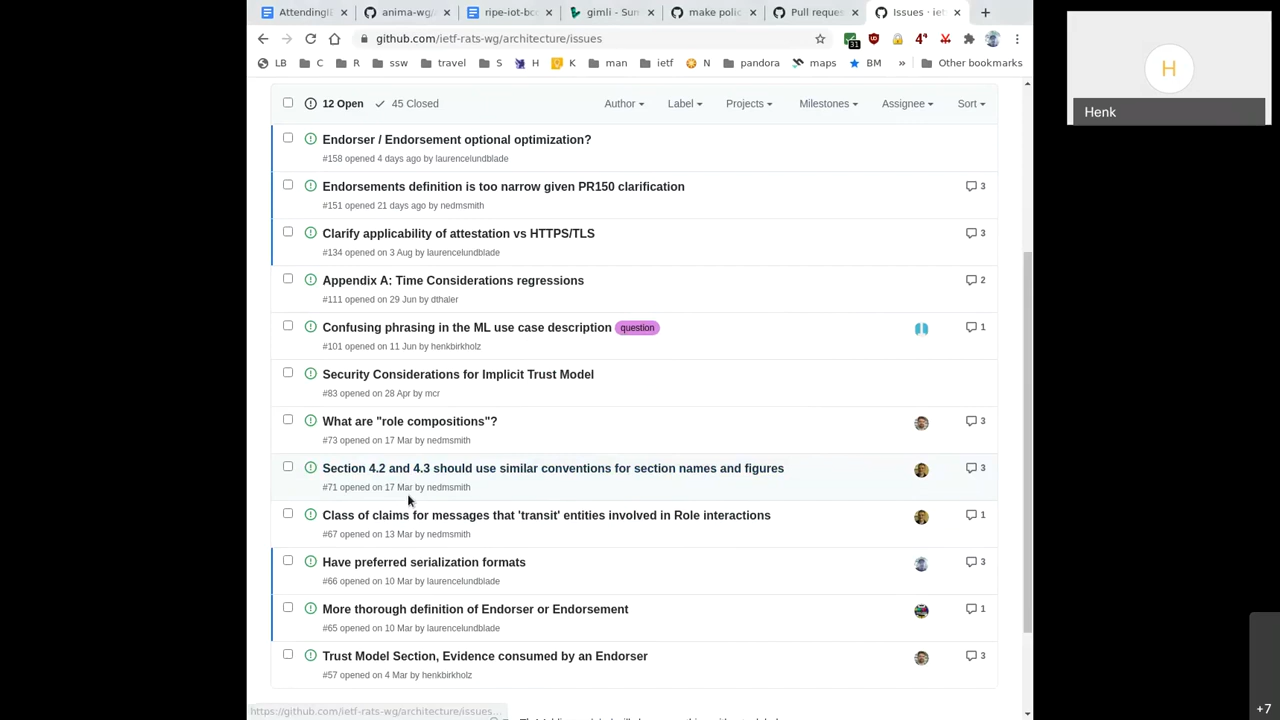 AttendingI
anima-wg/
ripe-iot-bc
gimli - Sun
make polic
Pull reques
Issues · iet
github.com/ietf-rats-wg/architecture/issues
31
LB
C
R
ssw
travel
S
H
K
man
ietf
N
pandora
maps
BM
»
Other bookmarks
12 Open
45 Closed
Author
Label
Projects
Milestones
Assignee
Sort
Endorser / Endorsement optional optimization?
#158 opened 4 days ago by laurencelundblade
Endorsements definition is too narrow given PR150 clarification
3
#151 opened 21 days ago by nedmsmith
Clarify applicability of attestation vs HTTPS/TLS
3
#134 opened on 3 Aug by laurencelundblade
Appendix A: Time Considerations regressions
2
#111 opened on 29 Jun by dthaler
Confusing phrasing in the ML use case description question
1
#101 opened on 11 Jun by henkbirkholz
Security Considerations for Implicit Trust Model
#83 opened on 28 Apr by mcr
What are "role compositions"?
3
#73 opened on 17 Mar by nedmsmith
Section 4.2 and 4.3 should use similar conventions for section names and figures
3
#71 opened on 17 Mar by nedmsmith
Class of claims for messages that 'transit' entities involved in Role interactions
1
#67 opened on 13 Mar by nedmsmith
Have preferred serialization formats
3
#66 opened on 10 Mar by laurencelundblade
More thorough definition of Endorser or Endorsement
1
#65 opened on 10 Mar by laurencelundblade
Trust Model Section, Evidence consumed by an Endorser
3
#57 opened on 4 Mar by henkbirkholz
https://github.com/ietf-rats-wg/architecture/issues...
H
Henk
+7